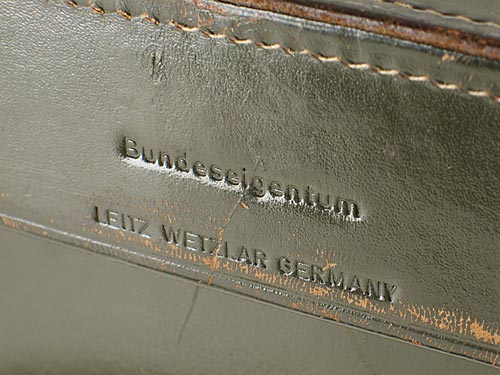 Bundeseigentum
LEITZ WETZLAR GERMANY